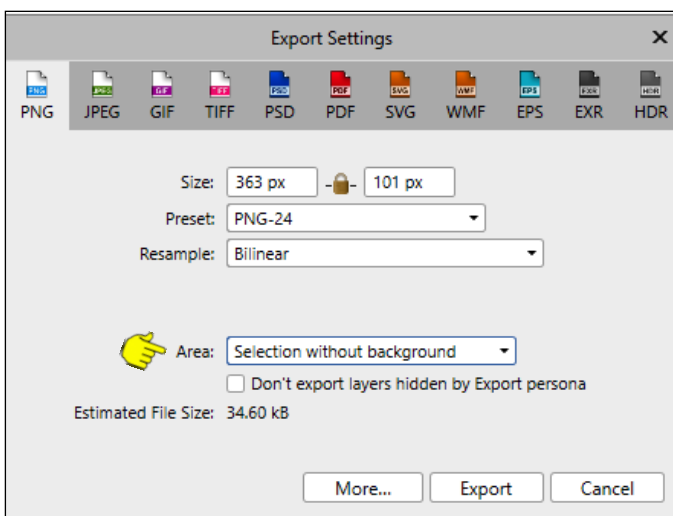 Export Settings
PNG JPEG GIF TIFF PSD PDF SVG WMF EPS EXR HDR
PNG JPEG GIF TIFF PSD PDF SVG WMF EPS EXR HDR
Size: 363 px 101 px
Preset: PNG-24
Resample: Bilinear
Area: Selection without background
Don't export layers hidden by Export persona
Estimated File Size: 34.60 kB
More... Export Cancel